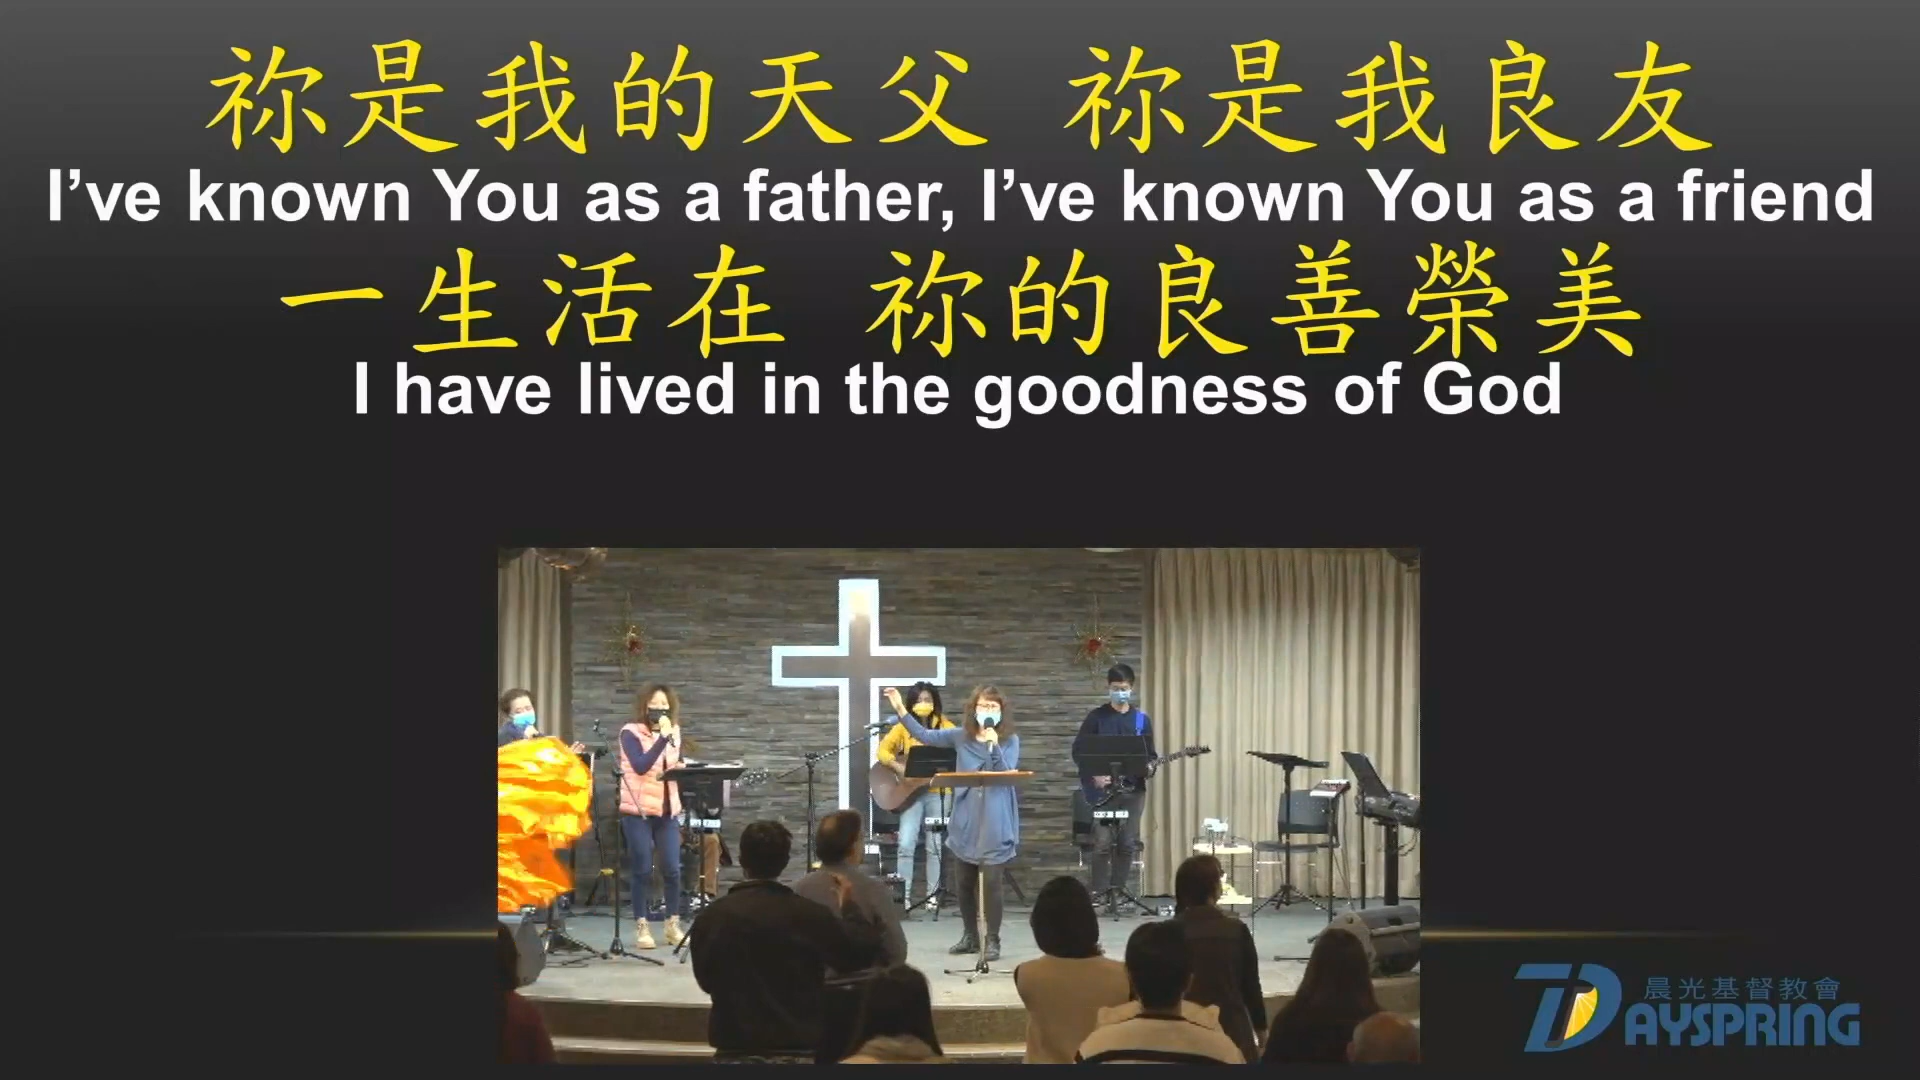 祢是我的天父 祢是我良友
I’ve known You as a father, I’ve known You as a friend
一生活在 祢的良善榮美
I have lived in the goodness of God
晨光基督教會
DAYSPRING